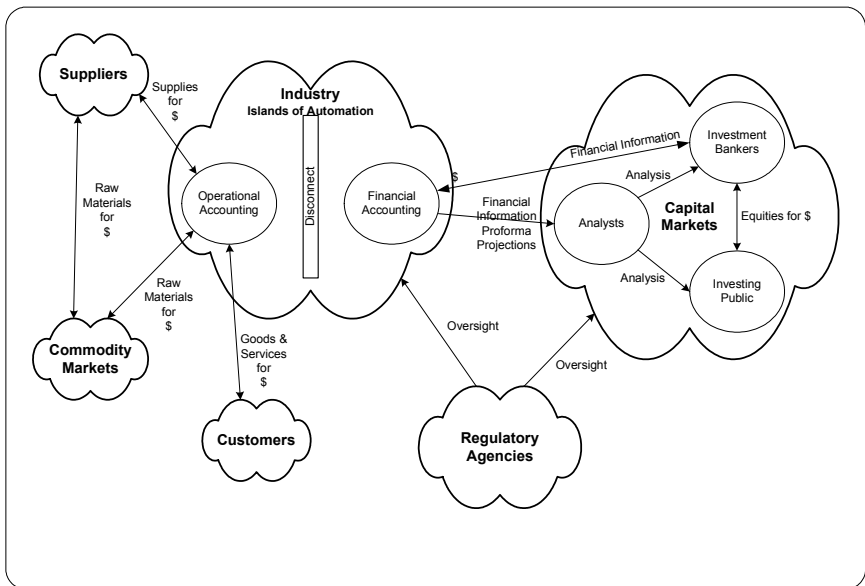 Suppliers
Supplies
for
$
Industry
Islands of Automation
Disconnect
Operational
Accounting
Financial
Accounting
$
Financial Information
Investment
Bankers
Analysis
Financial
Information
Proforma
Projections
Analysts
Capital
Markets
Equities for $
Analysis
Investing
Public
Raw
Materials
for
$
Raw
Materials
for
$
Commodity
Markets
Goods &
Services
for
$
Customers
Oversight
Oversight
Regulatory
Agencies